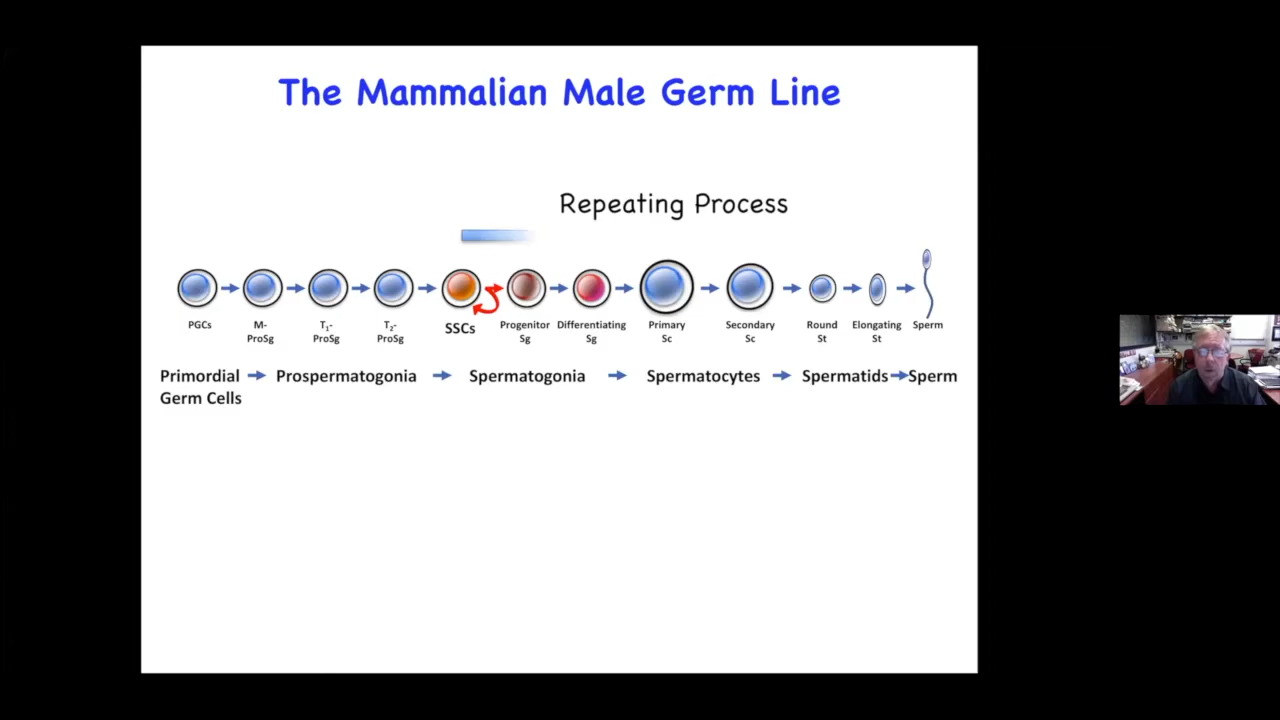 The Mammalian Male Germ Line
Repeating Process
PGCs
M-
ProSg
T1-
ProSg
T2-
ProSg
SSCs
Progenitor
Sg
Differentiating
Sg
Primary
Sc
Secondary
Sc
Round
St
Elongating
St
Sperm
Primordial
Germ Cells
Prospermatogonia
Spermatogonia
Spermatocytes
Spermatids
Sperm